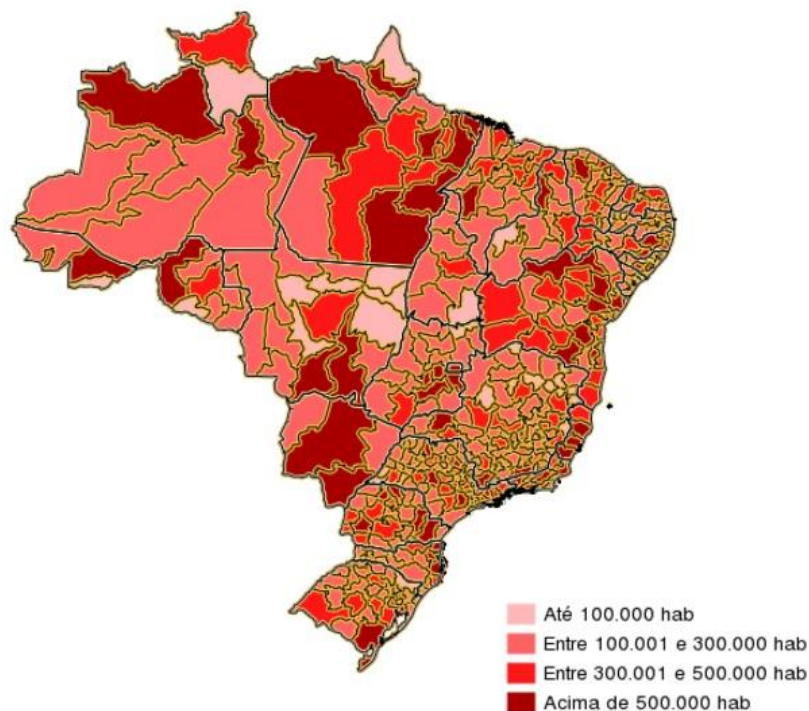 Até 100.000 hab
Entre 100.001 e 300.000 hab
Entre 300.001 e 500.000 hab
Acima de 500.000 hab